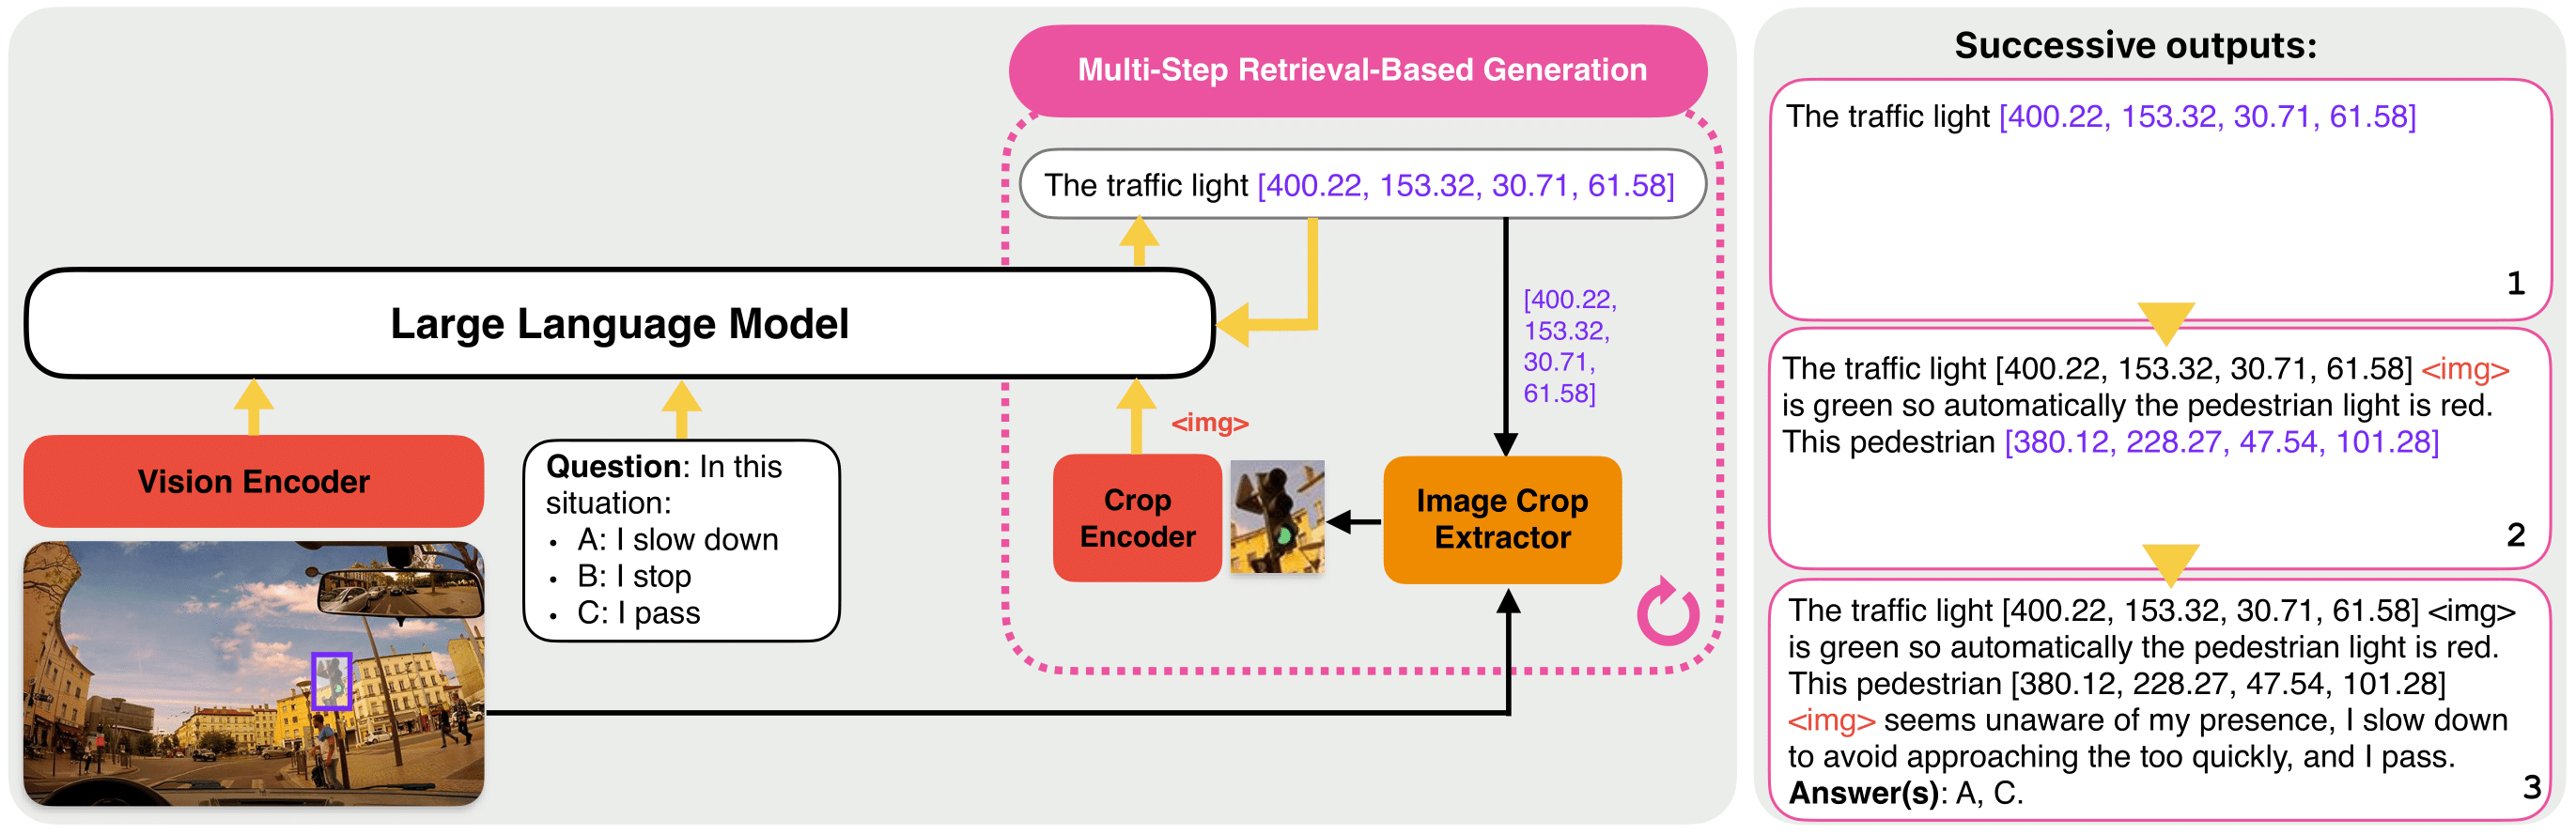 Multi-Step Retrieval-Based Generation
The traffic light [400.22, 153.32, 30.71, 61.58]
Large Language Model
[400.22,
153.32,
30.71,
61.58]
<img>
Vision Encoder
Question: In this
situation:
• A: I slow down
• B: I stop
• C: I pass
Crop
Encoder
Image Crop
Extractor
Successive outputs:
The traffic light [400.22, 153.32, 30.71, 61.58]
1
The traffic light [400.22, 153.32, 30.71, 61.58] <img>
is green so automatically the pedestrian light is red.
This pedestrian [380.12, 228.27, 47.54, 101.28]
2
The traffic light [400.22, 153.32, 30.71, 61.58] <img>
is green so automatically the pedestrian light is red.
This pedestrian [380.12, 228.27, 47.54, 101.28]
<img> seems unaware of my presence, I slow down
to avoid approaching the too quickly, and I pass.
Answer(s): A, C.
3